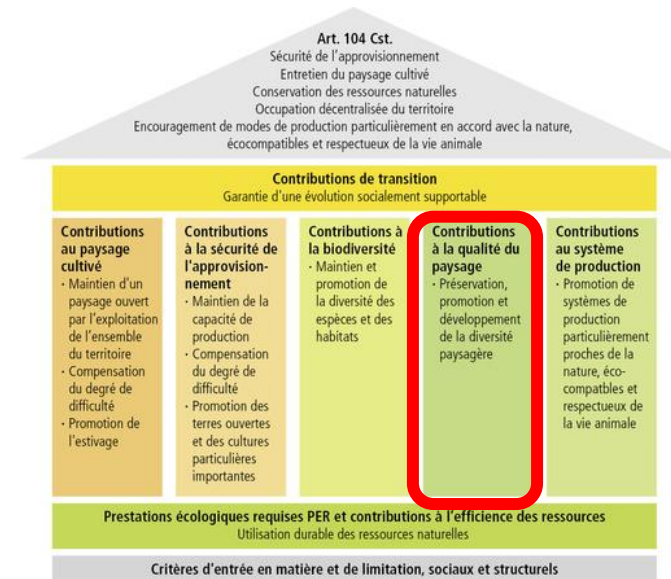 Art. 104 Cst.
Sécurité de l'approvisionnement
Entretien du paysage cultivé
Conservation des ressources naturelles
Occupation décentralisée du territoire
Encouragement de modes de production particulièrement en accord avec la nature,
écocompatibles et respectueux de la vie animale
Contributions de transition
Garantie d'une évolution socialement supportable
Contributions
au paysage
cultivé
· Maintien d'un
paysage ouvert
par l'exploitation
de l'ensemble
du territoire
· Compensation
du degré de
difficulté
· Promotion de
l'estivage
Contributions
à la sécurité de
l'approvision-
nement
· Maintien de la
capacité de
production
· Compensation
du degré de
difficulté
· Promotion des
terres ouvertes
et des cultures
particulières
importantes
Contributions à
la biodiversité
· Maintien et
promotion de
la diversité des
espèces et des
habitats
Contributions
à la qualité du
paysage
· Préservation,
promotion et
développement
de la diversité
paysagère
Contributions
au système
de production
· Promotion de
systèmes de
production
particulièrement
proches de la
nature, éco-
compatbles et
respectueux de
la vie animale
Prestations écologiques requises PER et contributions à l'efficience des ressources
Utilisation durable des ressources naturelles
Critères d'entrée en matière et de limitation, sociaux et structurels